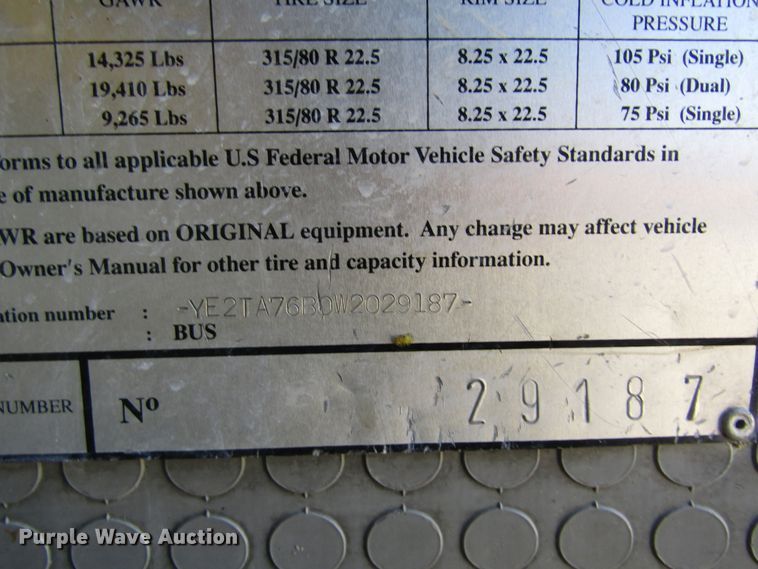 GAWR TIRE SIZE RIM SIZE COLD INFLATION
PRESSURE
14,325 Lbs 315/80 R 22.5 8.25 x 22.5 105 Psi (Single)
19,410 Lbs 315/80 R 22.5 8.25 x 22.5 80 Psi (Dual)
9,265 Lbs 315/80 R 22.5 8.25 x 22.5 75 Psi (Single)
orms to all applicable U.S Federal Motor Vehicle Safety Standards in
e of manufacture shown above.
WR are based on ORIGINAL equipment. Any change may affect vehicle
Owner's Manual for other tire and capacity information.
ation number : -YE2TA76B0W2029187-
: BUS
NUMBER Nº 29187
Purple Wave Auction